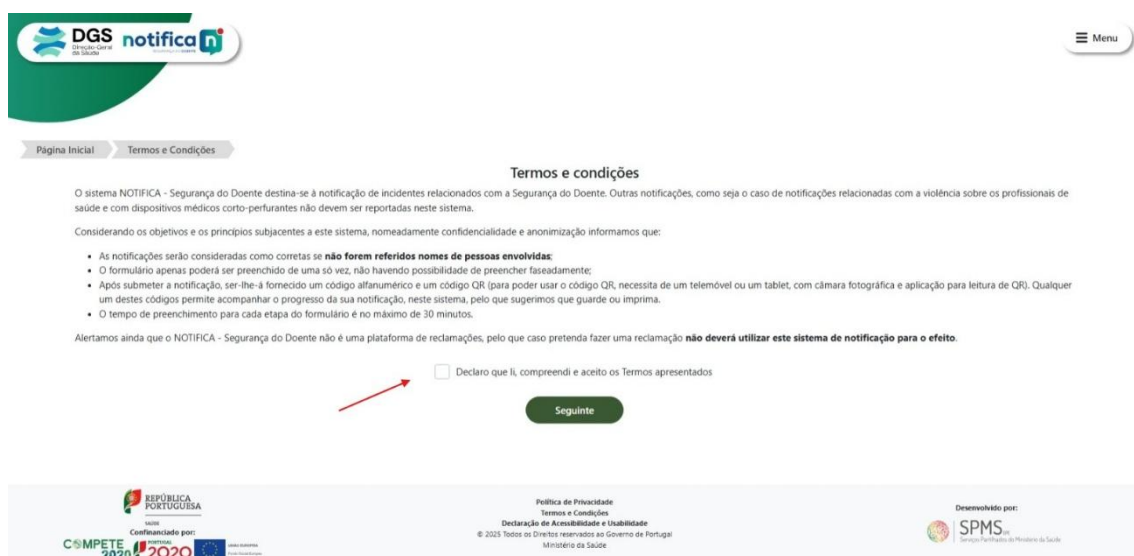 DGS
Direção-Geral
da Saúde
notifica
Menu
Página Inicial
Termos e Condições
Termos e condições
O sistema NOTIFICA - Segurança do Doente destina-se à notificação de incidentes relacionados com a Segurança do Doente. Outras notificações, como seja o caso de notificações relacionadas com a violência sobre os profissionais de
saúde e com dispositivos médicos corto-perfurantes não devem ser reportadas neste sistema.
Considerando os objetivos e os princípios subjacentes a este sistema, nomeadamente confidencialidade e anonimização informamos que:
• As notificações serão consideradas como corretas se não forem referidos nomes de pessoas envolvidas;
• O formulário apenas poderá ser preenchido de uma só vez, não havendo possibilidade de preencher faseadamente;
• Após submeter a notificação, ser-lhe-á fornecido um código alfanumérico e um código QR (para poder usar o código QR, necessita de um telemóvel ou um tablet, com câmara fotográfica e aplicação para leitura de QR). Qualquer
um destes códigos permite acompanhar o progresso da sua notificação, neste sistema, pelo que sugerimos que guarde ou imprima.
• O tempo de preenchimento para cada etapa do formulário é no máximo de 30 minutos.
Alertamos ainda que o NOTIFICA - Segurança do Doente não é uma plataforma de reclamações, pelo que caso pretenda fazer uma reclamação não deverá utilizar este sistema de notificação para o efeito.
Declaro que li, compreendi e aceito os Termos apresentados
Seguinte
REPÚBLICA
PORTUGUESA
SAÚDE
Confinanciado por:
COMPETE
2020
PORTUGAL
2020
UNIÃO EUROPEIA
Política de Privacidade
Termos e Condições
Declaração de Acessibilidade e Usabilidade
© 2025 Todos os Direitos reservados ao Governo de Portugal
Ministério da Saúde
Desenvolvido por:
SPMS
Serviços Partilhados do Ministério da Saúde